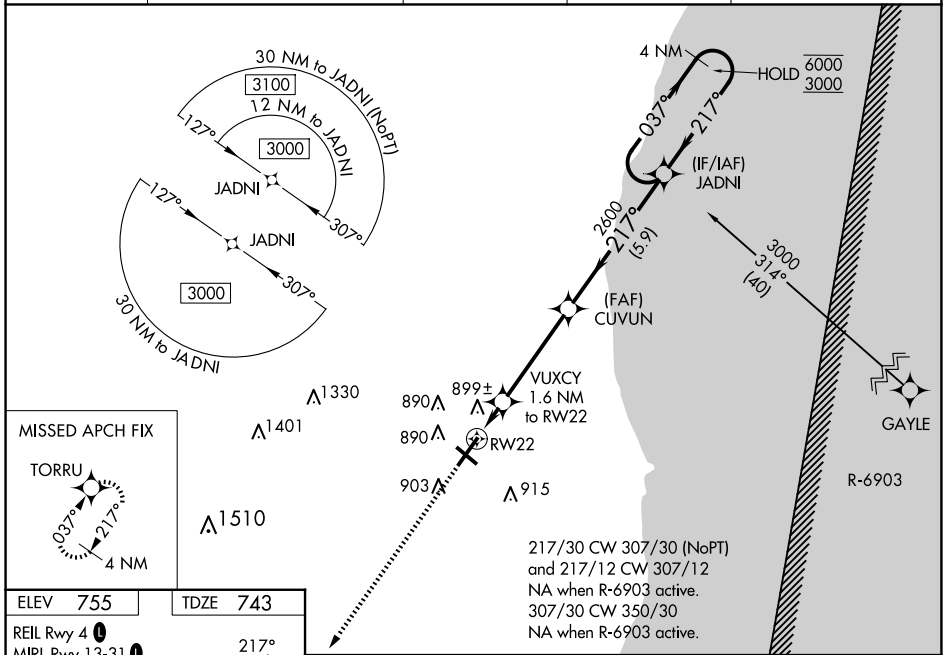 30 NM to JADNI (NoPT)
3100
12 NM to JADNI
3000
127°
JADNI
307°
127°
JADNI
307°
3000
30 NM to JADNI
4 NM
HOLD 6000
3000
037°
217°
(IF/IAF)
JADNI
2600
217°
(5.9)
3000
314°
(40)
(FAF)
CUVUN
GAYLE
R-6903
VUXCY
1.6 NM
to RW22
899±
890
890
RW22
903
915
1330
1401
1510
MISSED APCH FIX
TORRU
037°
217°
4 NM
217/30 CW 307/30 (NoPT)
and 217/12 CW 307/12
NA when R-6903 active.
307/30 CW 350/30
NA when R-6903 active.
ELEV 755
TDZE 743
REIL Rwy 4 L
MIRL Rwy 13-31 L
217°